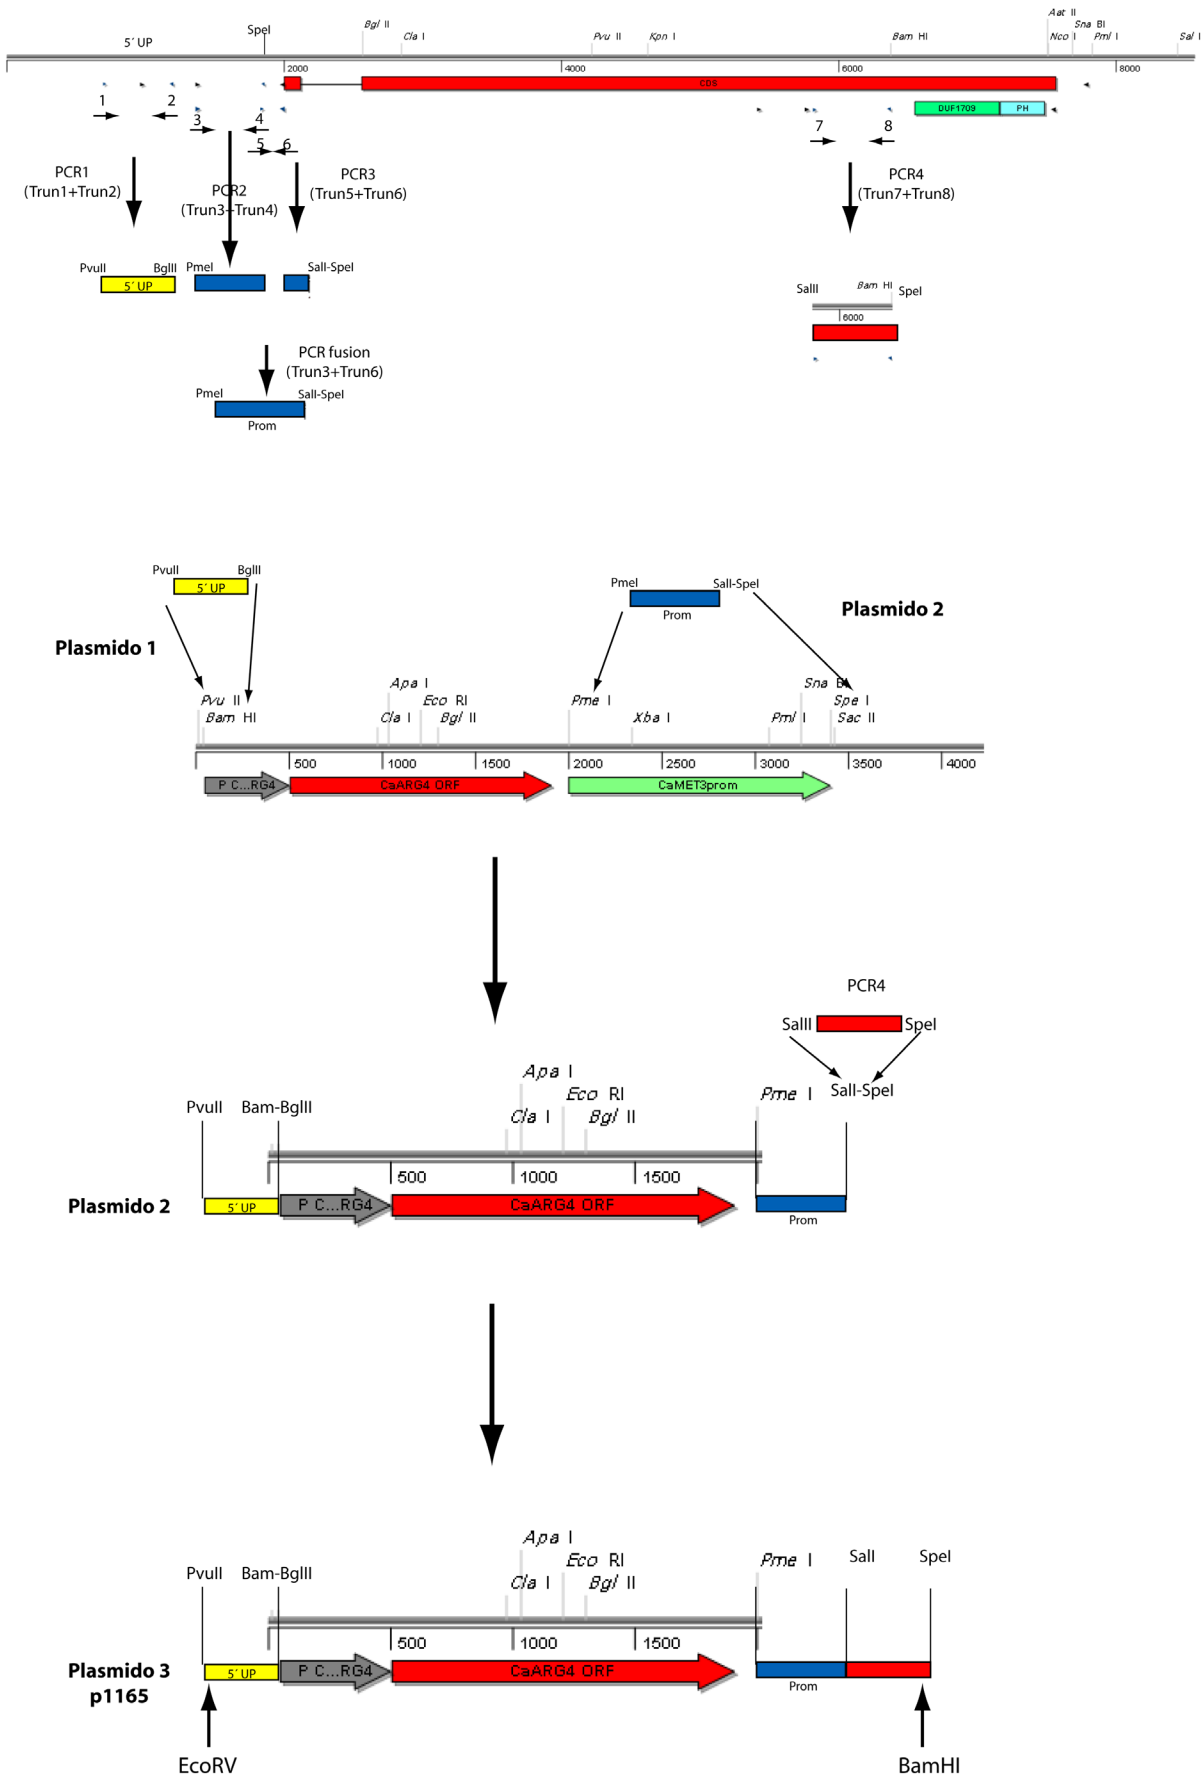 5´ UP
SpeI
Bgl II
Cla I
Pvu II
Kpn I
Bam HI
Aat II
Sna BI
Nco I
Pml I
Sal I
2000
4000
6000
8000
CDS
DUF1709
PH
1
2
3
4
5
6
7
8
PCR1
(Trun1+Trun2)
PCR2
(Trun3+Trun4)
PCR3
(Trun5+Trun6)
PCR4
(Trun7+Trun8)
PvuII
BglII
5´ UP
PmeI
SalI-SpeI
SalII
Bam HI
SpeI
6000
PCR fusion
(Trun3+Trun6)
PmeI
SalI-SpeI
Prom
PvuII
BglII
5´ UP
PmeI
SalI-SpeI
Prom
Plasmido 2
Plasmido 1
Pvu II
Bam HI
Apa I
Cla I
Eco RI
Bgl II
Pme I
Xba I
Pml I
Sna BI
Spe I
Sac II
500
1000
1500
2000
2500
3000
3500
4000
P C...RG4
CaARG4 ORF
CaMET3prom
PCR4
SalII
SpeI
SalI-SpeI
PvuII
Bam-BglII
Apa I
Cla I
Eco RI
Bgl II
Pme I
500
1000
1500
Plasmido 2
5´ UP
P C...RG4
CaARG4 ORF
Prom
PvuII
Bam-BglII
Apa I
Cla I
Eco RI
Bgl II
Pme I
SalI
SpeI
500
1000
1500
Plasmido 3
p1165
5´ UP
P C...RG4
CaARG4 ORF
Prom
EcoRV
BamHI